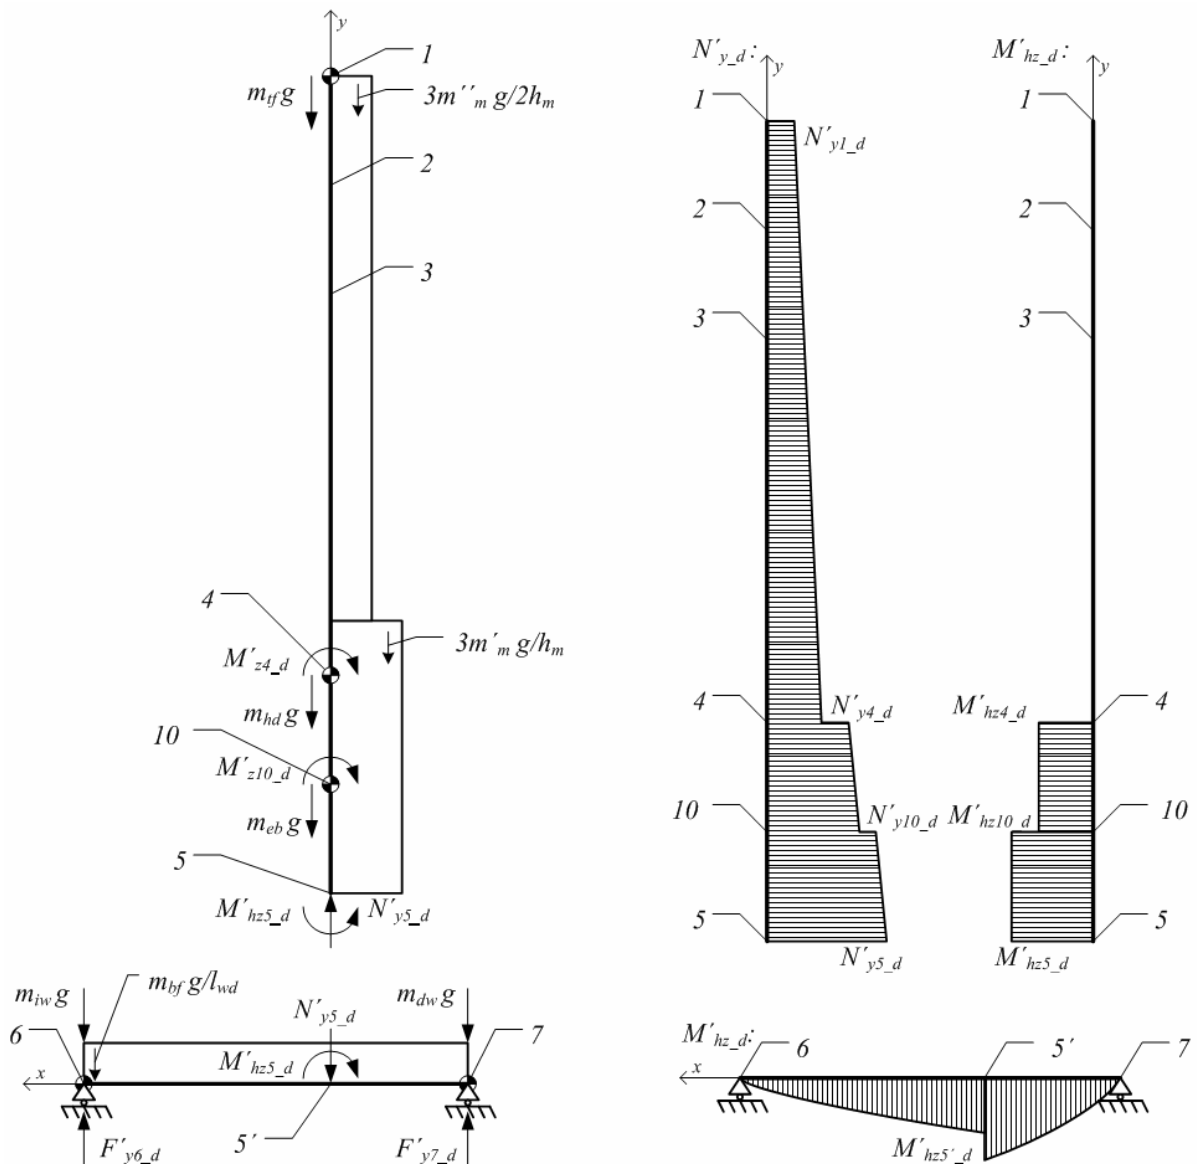 y
1
m_tf g
3m´´_m g/2h_m
2
3
4
3m´_m g/h_m
M´_z4_d
m_hd g
10
M´_z10_d
m_eb g
5
M´_hz5_d
N´_y5_d
m_iw g
m_bf g/l_wd
N´_y5_d
m_dw g
6
7
M´_hz5_d
x
5´
F´_y6_d
F´_y7_d
N´_y_d :
y
1
N´_y1_d
2
3
4
N´_y4_d
10
N´_y10_d
5
N´_y5_d
M´_hz_d :
y
1
2
3
M´_hz4_d
4
M´_hz10_d
10
5
M´_hz5_d
M´_hz_d:
x
6
5´
7
M´_hz5´_d